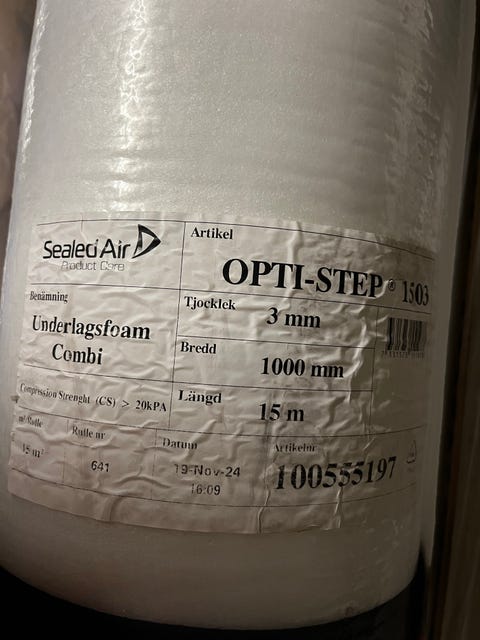 Sealed Air
Product Care
Artikel
OPTI-STEP® 1503
Benämning
Underlagsfoam
Combi
Tjocklek
3 mm
Bredd
1000 mm
Compression Strenght (CS) > 20kPA
Längd
15 m
m²/Rulle
15 m²
Rulle nr
641
Datum
19-Nov-24
16:09
Artikelnr
100555197